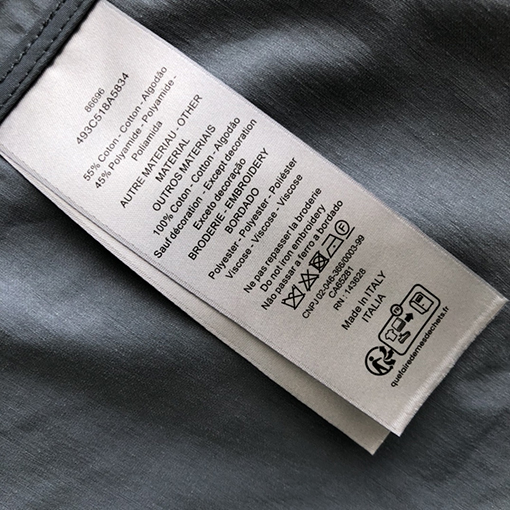 86696
493C518A5834
55% Coton - Cotton - Algodão
45% Polyamide - Polyamide -
Poliamida
AUTRE MATERIAU - OTHER
MATERIAL
OUTROS MATERIAIS
100% Coton - Cotton - Algodão
Sauf décoration - Except decoration
Exceto decoração
BRODERIE - EMBROIDERY
BORDADO
Polyester - Polyester - Poliéster
Viscose - Viscose - Viscose
Ne pas repasser la broderie
Do not iron embroidery
Não passar a ferro a bordado
CNPJ 02-046-366/0003-99
CA65281
RN : 143628
Made in ITALY
ITALIA
quefairedemesdechets.fr